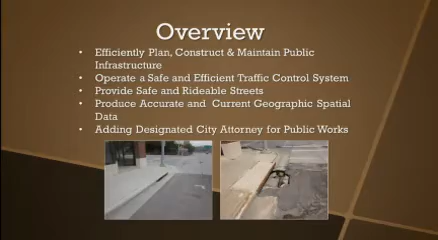 Overview
• Efficiently Plan, Construct & Maintain Public
Infrastructure
• Operate a Safe and Efficient Traffic Control System
• Provide Safe and Rideable Streets
• Produce Accurate and Current Geographic Spatial
Data
• Adding Designated City Attorney for Public Works